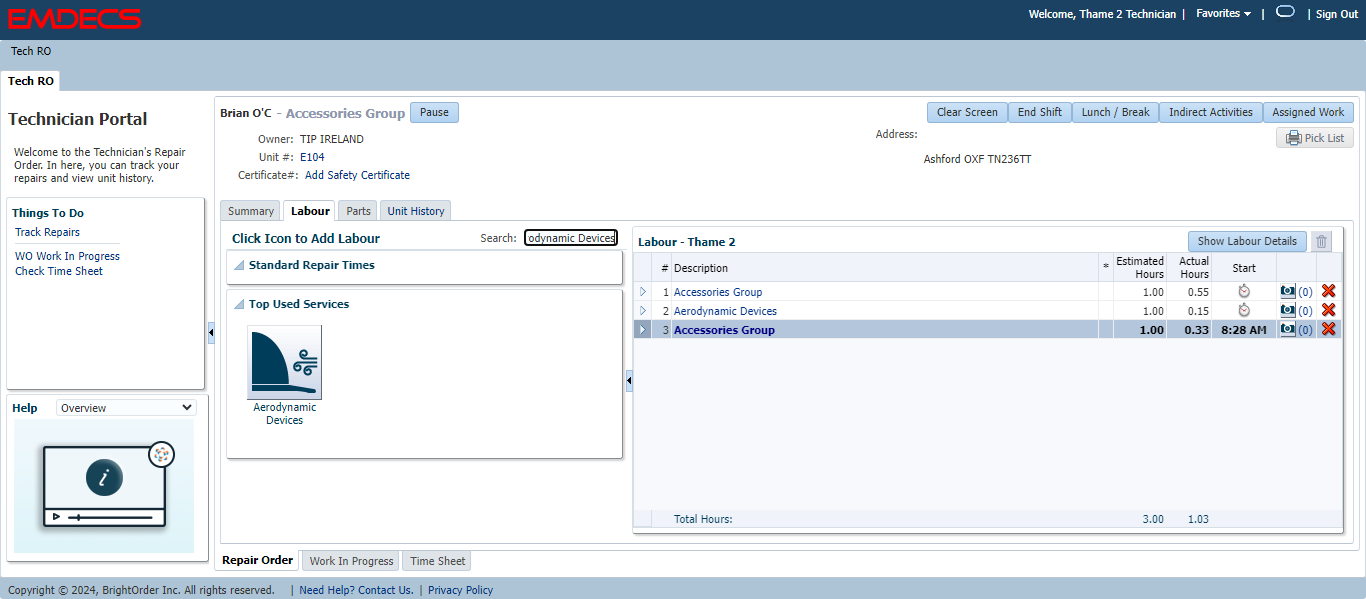 EMDECS
Welcome, Thame 2 Technician | Favorites | | Sign Out
Tech RO
Tech RO
Technician Portal
Welcome to the Technician's Repair
Order. In here, you can track your
repairs and view unit history.
Things To Do
Track Repairs
WO Work In Progress
Check Time Sheet
Help Overview
i
Brian O'C - Accessories Group Pause
Clear Screen End Shift Lunch / Break Indirect Activities Assigned Work
Owner: TIP IRELAND
Unit #: E104
Certificate#: Add Safety Certificate
Address:
Pick List
Ashford OXF TN236TT
Summary Labour Parts Unit History
Click Icon to Add Labour Search: odynamic Devices
Standard Repair Times
Top Used Services
Aerodynamic
Devices
Labour - Thame 2 Show Labour Details
# Description * Estimated Hours Actual Hours Start
1 Accessories Group 1.00 0.55 (0)
2 Aerodynamic Devices 1.00 0.15 (0)
3 Accessories Group 1.00 0.33 8:28 AM (0)
Total Hours: 3.00 1.03
Repair Order Work In Progress Time Sheet
Copyright © 2024, BrightOrder Inc. All rights reserved. | Need Help? Contact Us. | Privacy Policy